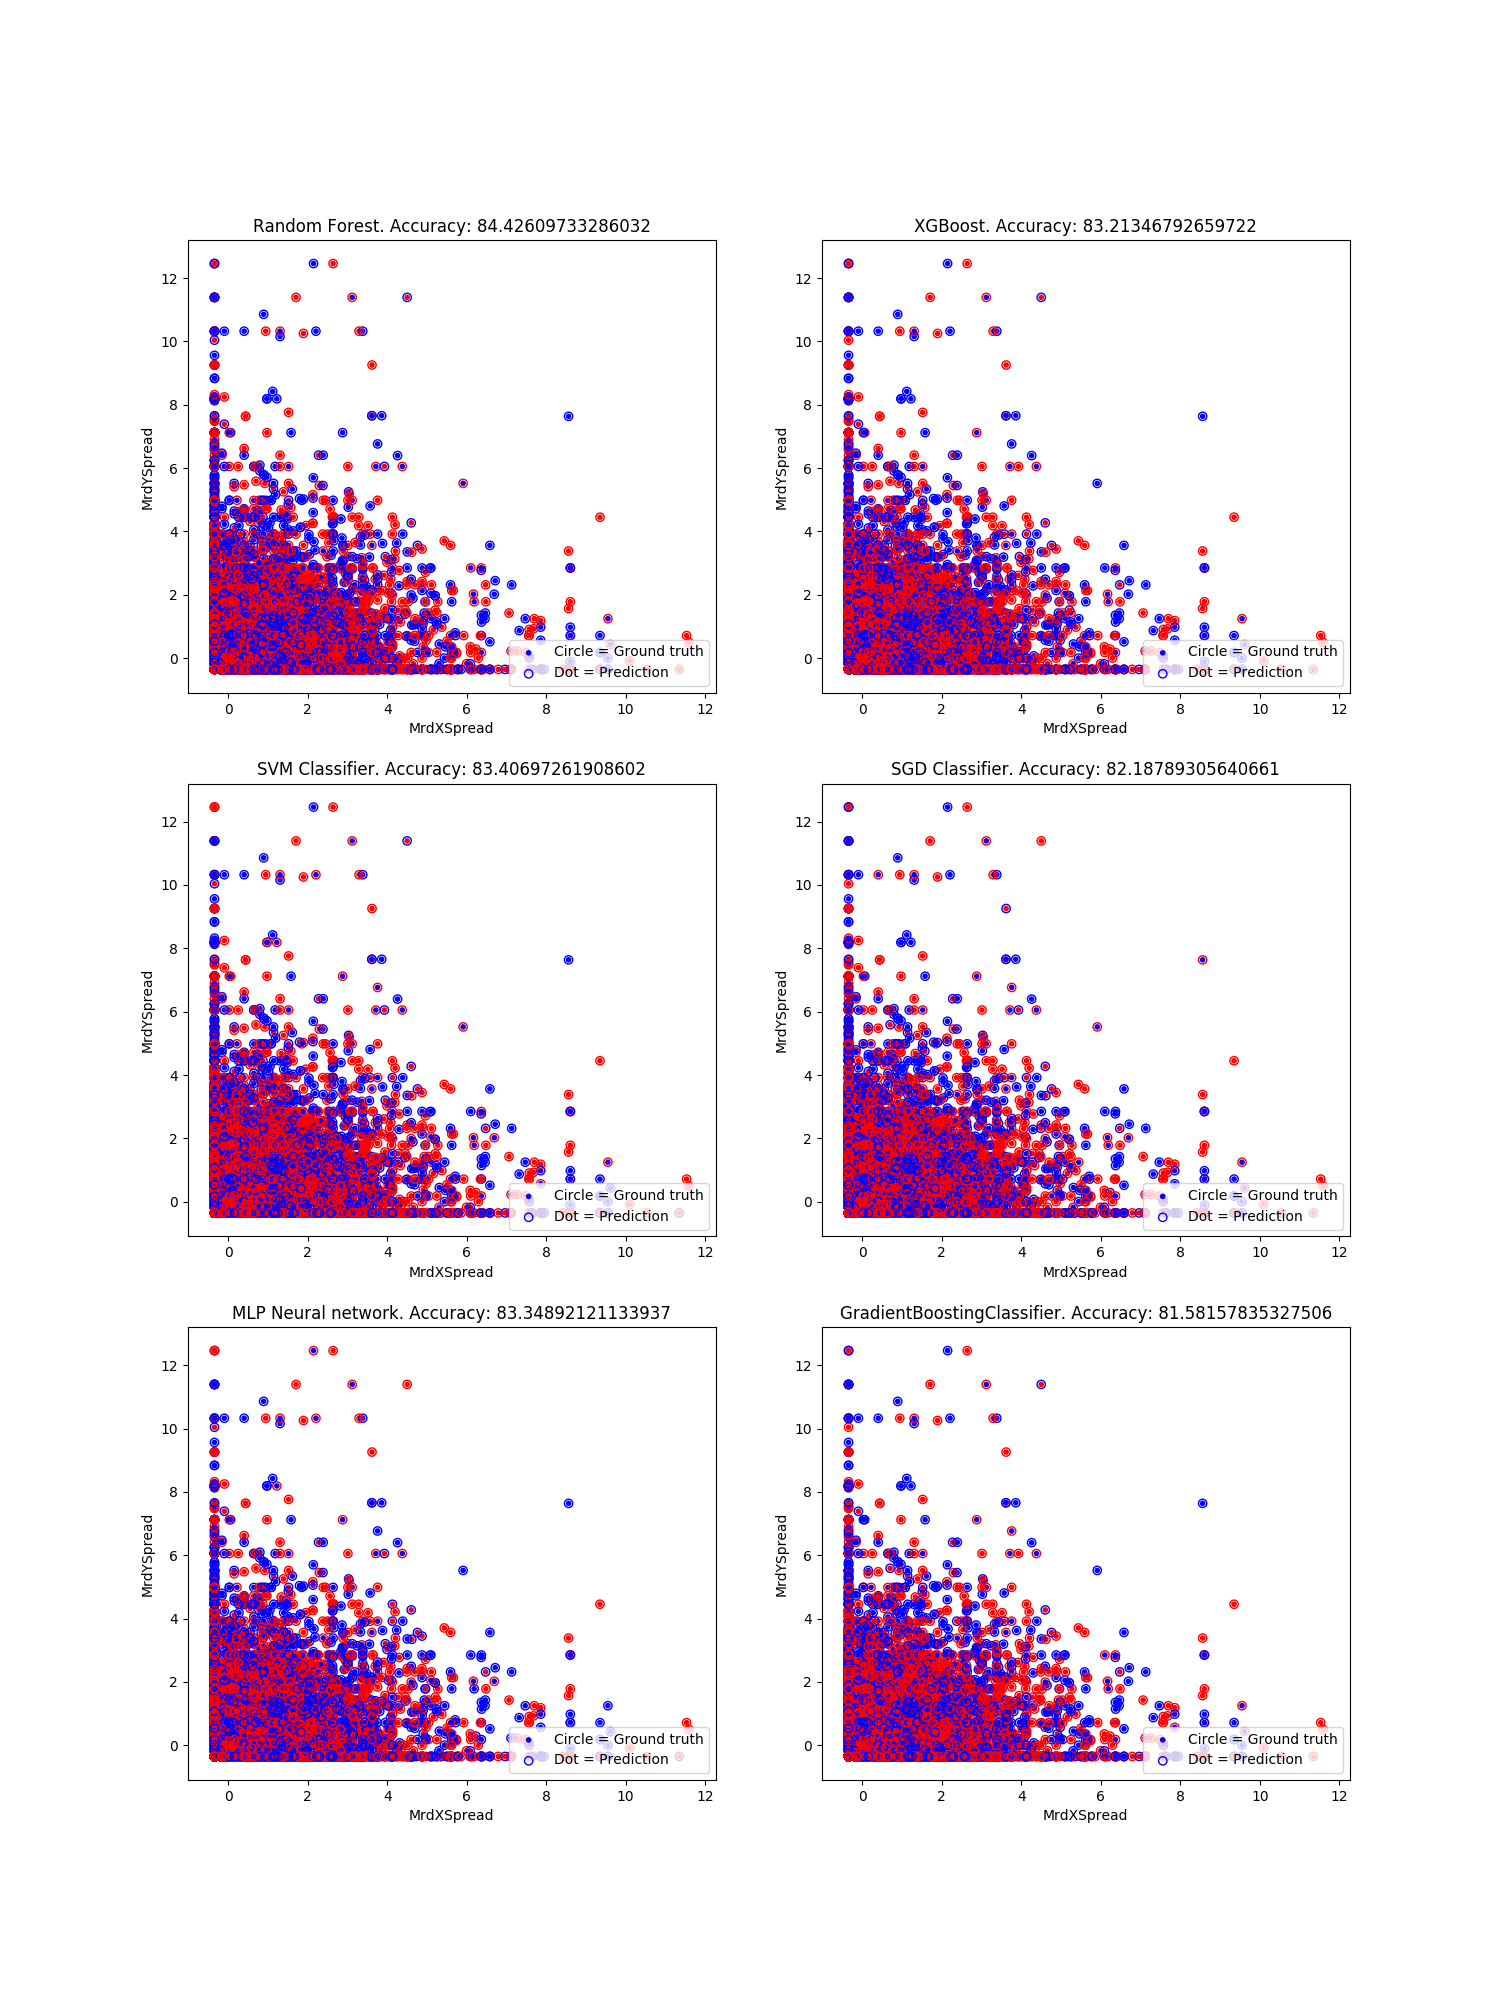 Random Forest. Accuracy: 84.42609733286032
12
10
8
6
4
2
0
MrdYSpread
Circle = Ground truth
Dot = Prediction
0 2 4 6 8 10 12
MrdXSpread
XGBoost. Accuracy: 83.21346792659722
12
10
8
6
4
2
0
MrdYSpread
Circle = Ground truth
Dot = Prediction
0 2 4 6 8 10 12
MrdXSpread
SVM Classifier. Accuracy: 83.40697261908602
12
10
8
6
4
2
0
MrdYSpread
Circle = Ground truth
Dot = Prediction
0 2 4 6 8 10 12
MrdXSpread
SGD Classifier. Accuracy: 82.18789305640661
12
10
8
6
4
2
0
MrdYSpread
Circle = Ground truth
Dot = Prediction
0 2 4 6 8 10 12
MrdXSpread
MLP Neural network. Accuracy: 83.34892121133937
12
10
8
6
4
2
0
MrdYSpread
Circle = Ground truth
Dot = Prediction
0 2 4 6 8 10 12
MrdXSpread
GradientBoostingClassifier. Accuracy: 81.58157835327506
12
10
8
6
4
2
0
MrdYSpread
Circle = Ground truth
Dot = Prediction
0 2 4 6 8 10 12
MrdXSpread